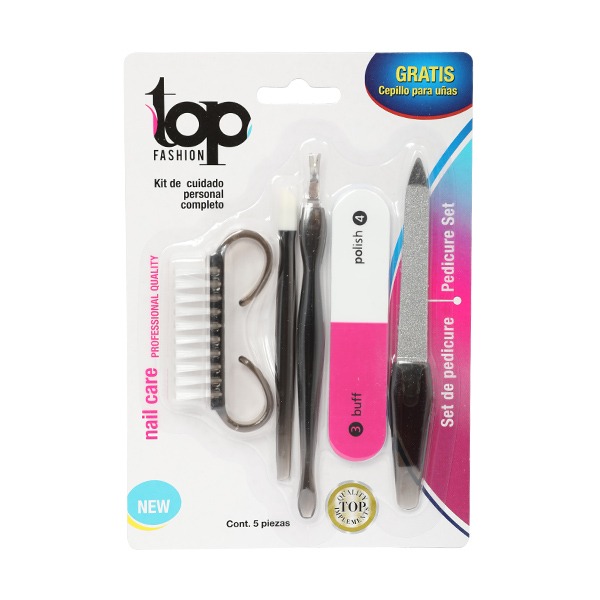 top
FASHION
Kit de cuidado
personal
completo
GRATIS
Cepillo para uñas
nail care
PROFESSIONAL QUALITY
polish 4
3 buff
Set de pedicure
Pedicure Set
NEW
Cont. 5 piezas
QUALITY
TOP
IMPLEMENT